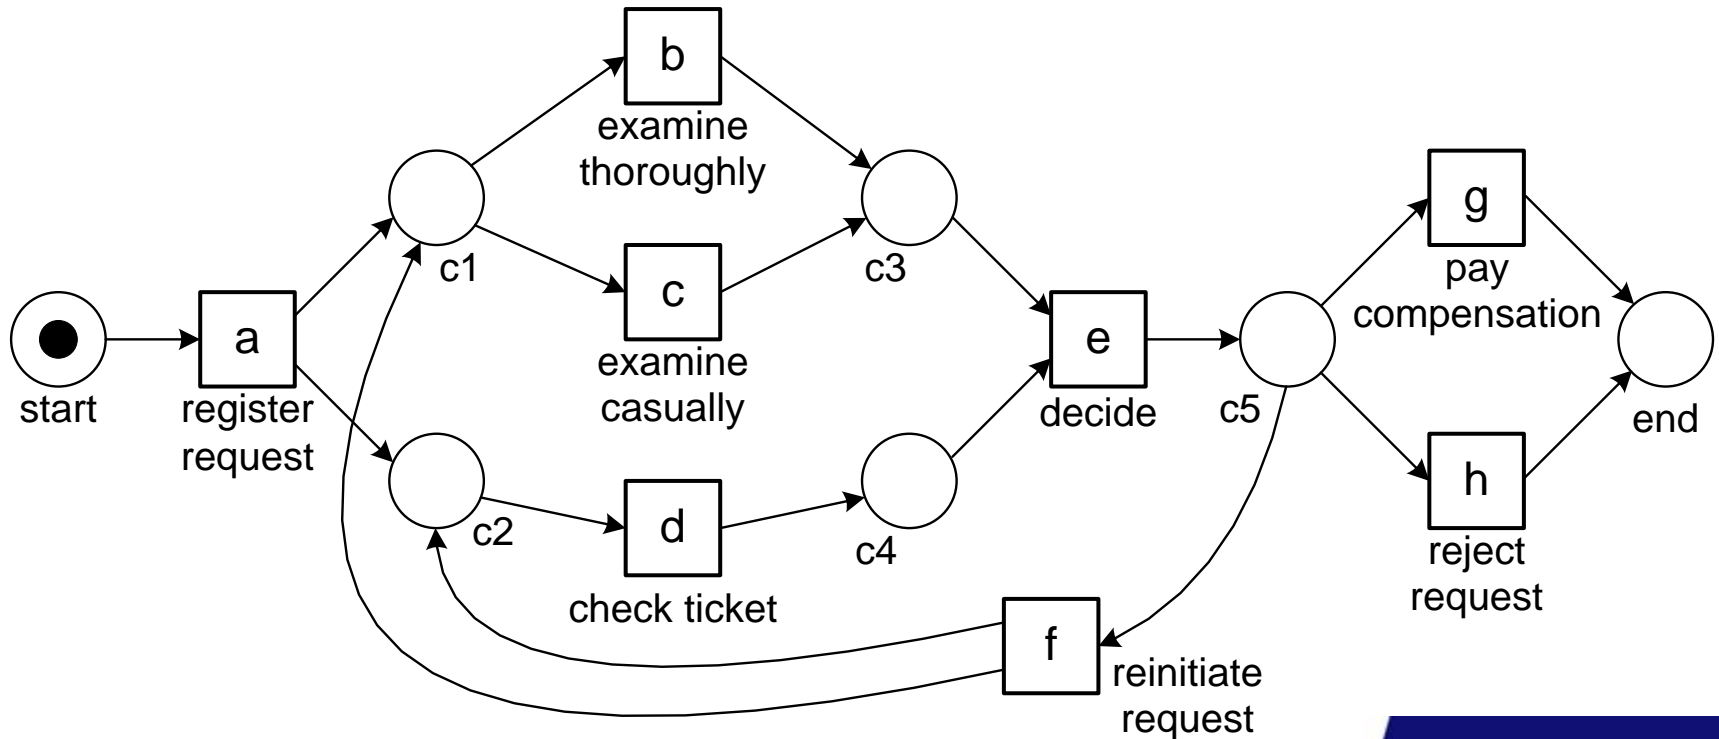 b
examine
thoroughly
c1
c3
g
pay
compensation
start
a
register
request
c
examine
casually
e
decide
c5
end
c2
d
check ticket
c4
h
reject
request
f
reinitiate
request